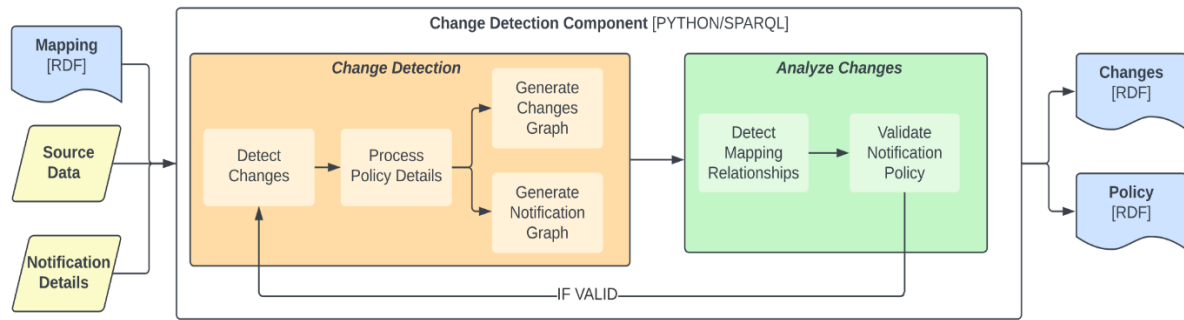 Change Detection Component [PYTHON/SPARQL]
Mapping
[RDF]
Source
Data
Notification
Details
Change Detection
Detect
Changes
Process
Policy Details
Generate
Changes
Graph
Generate
Notification
Graph
Analyze Changes
Detect
Mapping
Relationships
Validate
Notification
Policy
IF VALID
Changes
[RDF]
Policy
[RDF]